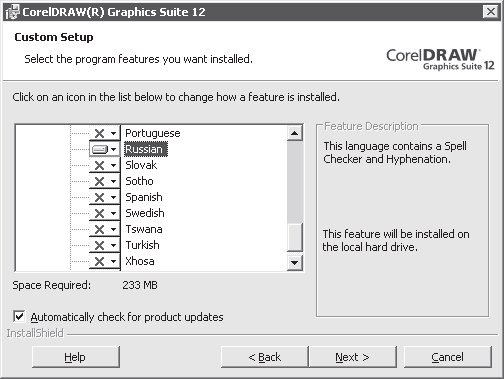 CorelDRAW(R) Graphics Suite 12
Custom Setup
Select the program features you want installed.
CorelDRAW
Graphics Suite 12
Click on an icon in the list below to change how a feature is installed.
Portuguese
Russian
Slovak
Sotho
Spanish
Swedish
Tswana
Turkish
Xhosa
Feature Description
This language contains a Spell
Checker and Hyphenation.
This feature will be installed on
the local hard drive.
Space Required: 233 MB
Automatically check for product updates
InstallShield
Help
< Back
Next >
Cancel